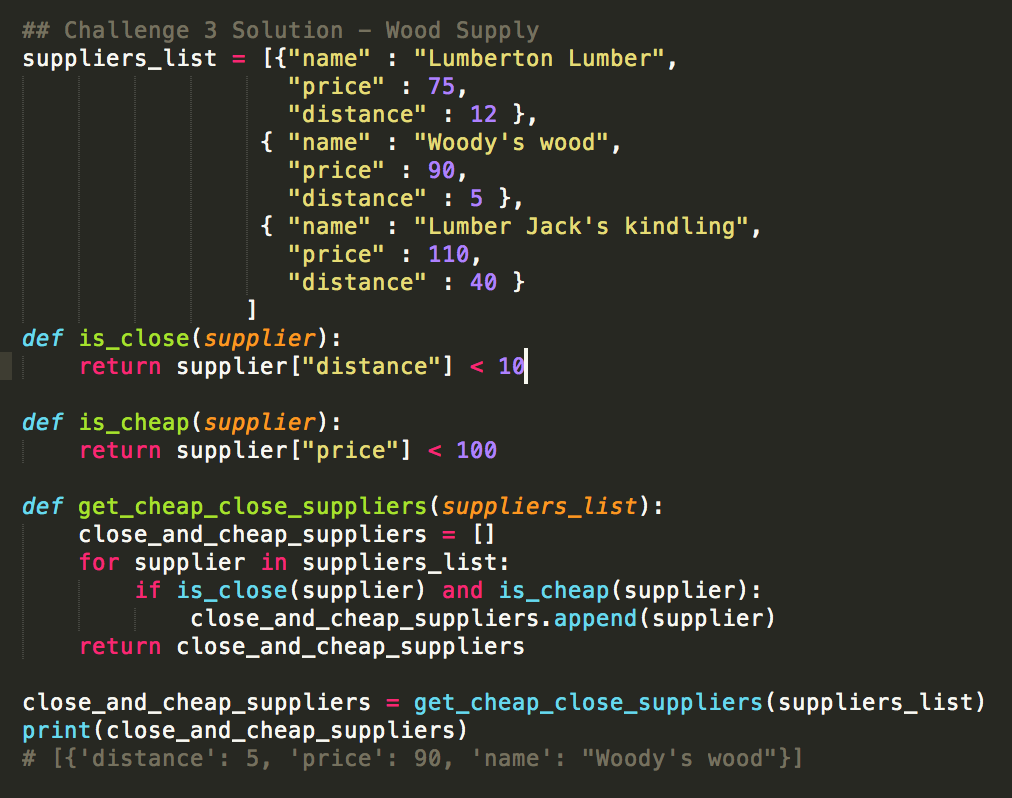 ## Challenge 3 Solution – Wood Supply
suppliers_list = [{"name" : "Lumberton Lumber",
                   "price" : 75,
                   "distance" : 12 },
                 { "name" : "Woody's wood",
                   "price" : 90,
                   "distance" : 5 },
                 { "name" : "Lumber Jack's kindling",
                   "price" : 110,
                   "distance" : 40 }
                ]
def is_close(supplier):
    return supplier["distance"] < 10

def is_cheap(supplier):
    return supplier["price"] < 100

def get_cheap_close_suppliers(suppliers_list):
    close_and_cheap_suppliers = []
    for supplier in suppliers_list:
        if is_close(supplier) and is_cheap(supplier):
            close_and_cheap_suppliers.append(supplier)
    return close_and_cheap_suppliers

close_and_cheap_suppliers = get_cheap_close_suppliers(suppliers_list)
print(close_and_cheap_suppliers)
# [{'distance': 5, 'price': 90, 'name': "Woody's wood"}]